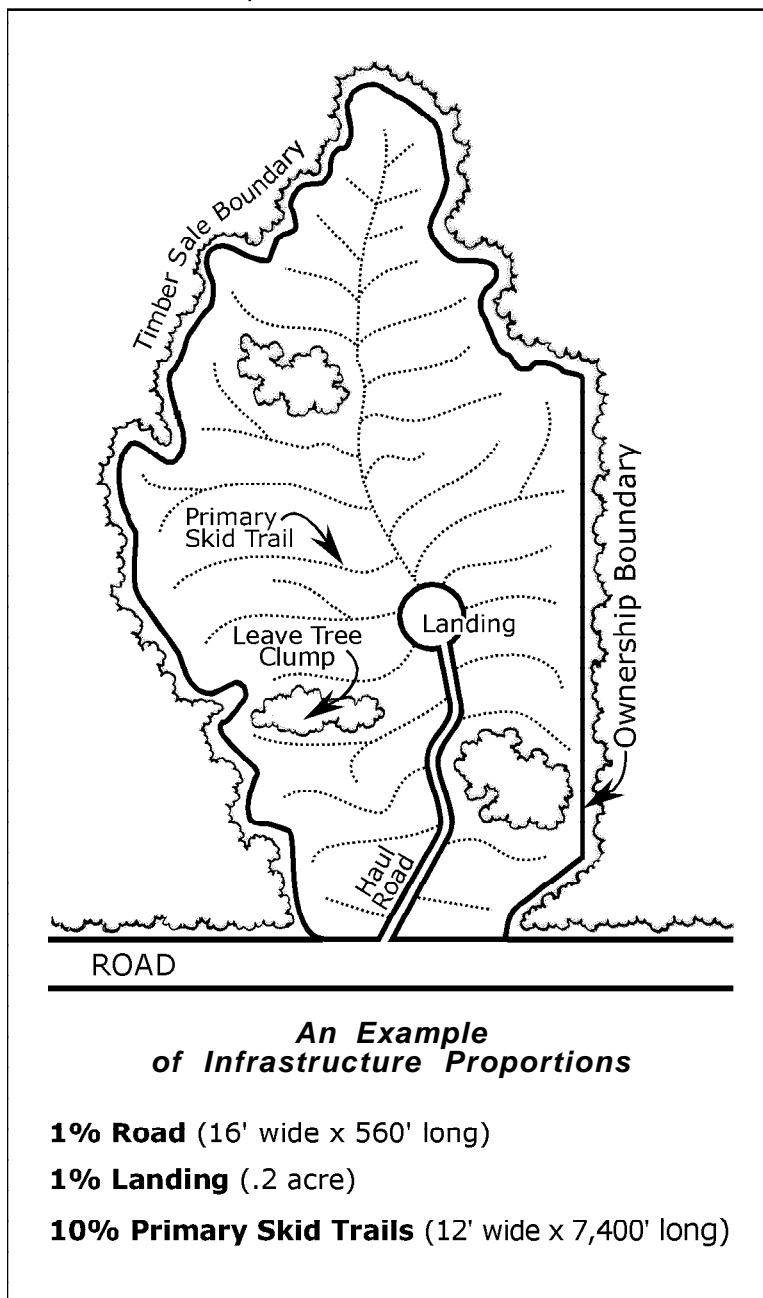 Timber Sale Boundary
Primary
Skid Trail
Landing
Leave Tree
Clump
Ownership Boundary
Haul
Road
ROAD
An Example
of Infrastructure Proportions
1% Road (16' wide x 560' long)
1% Landing (.2 acre)
10% Primary Skid Trails (12' wide x 7,400' long)